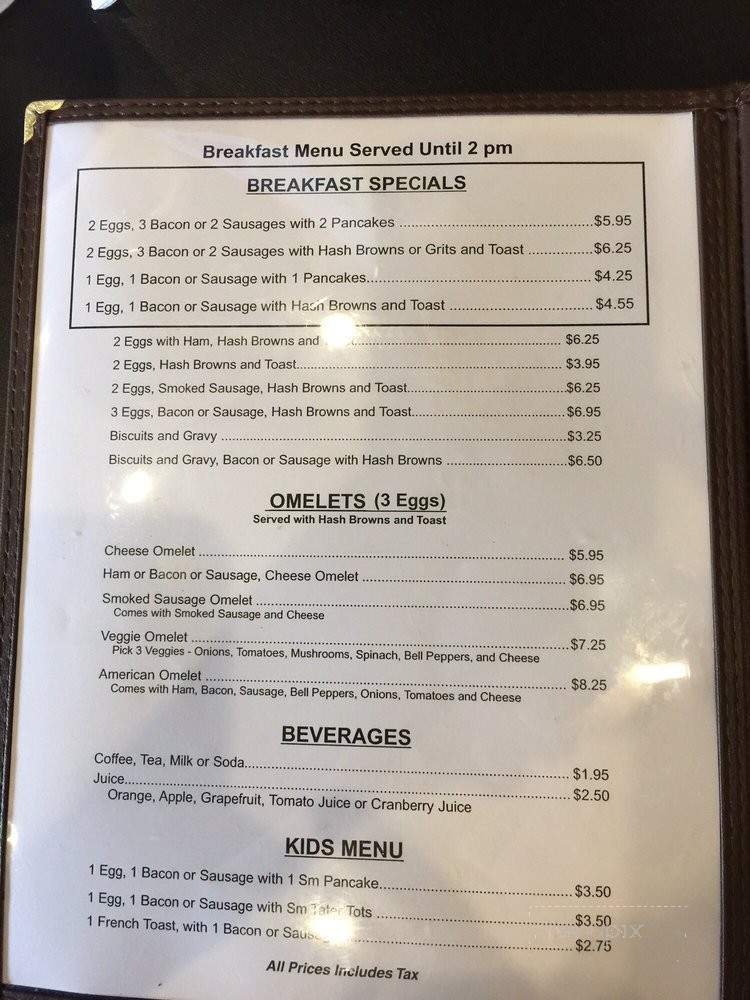 Breakfast Menu Served Until 2 pm
BREAKFAST SPECIALS
2 Eggs, 3 Bacon or 2 Sausages with 2 Pancakes ............ $5.95
2 Eggs, 3 Bacon or 2 Sausages with Hash Browns or Grits and Toast ............ $6.25
1 Egg, 1 Bacon or Sausage with 1 Pancakes............ $4.25
1 Egg, 1 Bacon or Sausage with Hash Browns and Toast ............ $4.55
2 Eggs with Ham, Hash Browns and ............ $6.25
2 Eggs, Hash Browns and Toast............ $3.95
2 Eggs, Smoked Sausage, Hash Browns and Toast............ $6.25
3 Eggs, Bacon or Sausage, Hash Browns and Toast............ $6.95
Biscuits and Gravy ............ $3.25
Biscuits and Gravy, Bacon or Sausage with Hash Browns ............ $6.50
OMELETS (3 Eggs)
Served with Hash Browns and Toast
Cheese Omelet ............ $5.95
Ham or Bacon or Sausage, Cheese Omelet ............ $6.95
Smoked Sausage Omelet ............ $6.95
Comes with Smoked Sausage and Cheese
Veggie Omelet ............ $7.25
Pick 3 Veggies - Onions, Tomatoes, Mushrooms, Spinach, Bell Peppers, and Cheese
American Omelet ............ $8.25
Comes with Ham, Bacon, Sausage, Bell Peppers, Onions, Tomatoes and Cheese
BEVERAGES
Coffee, Tea, Milk or Soda............ $1.95
Juice............ $2.50
Orange, Apple, Grapefruit, Tomato Juice or Cranberry Juice
KIDS MENU
1 Egg, 1 Bacon or Sausage with 1 Sm Pancake............ $3.50
1 Egg, 1 Bacon or Sausage with Sm Tater Tots ............ $3.50
1 French Toast, with 1 Bacon or Sausage ............ $2.75
All Prices Includes Tax